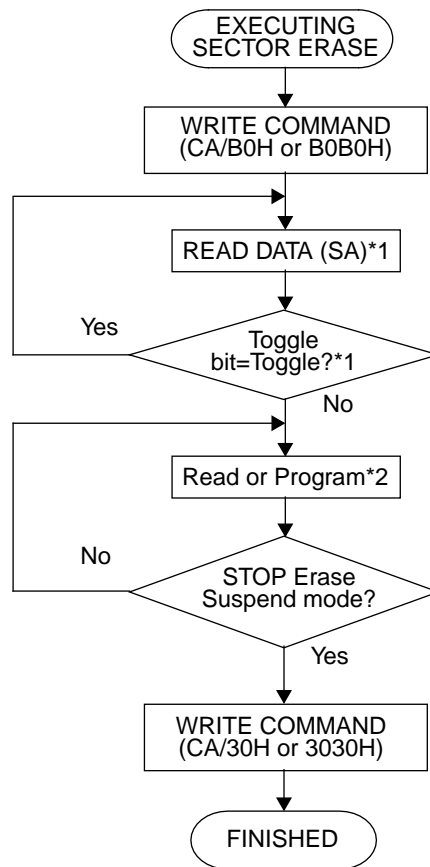 EXECUTING
SECTOR ERASE
WRITE COMMAND
(CA/B0H or B0B0H)
READ DATA (SA)*1
Yes
Toggle
bit=Toggle?*1
No
Read or Program*2
No
STOP Erase
Suspend mode?
Yes
WRITE COMMAND
(CA/30H or 3030H)
FINISHED